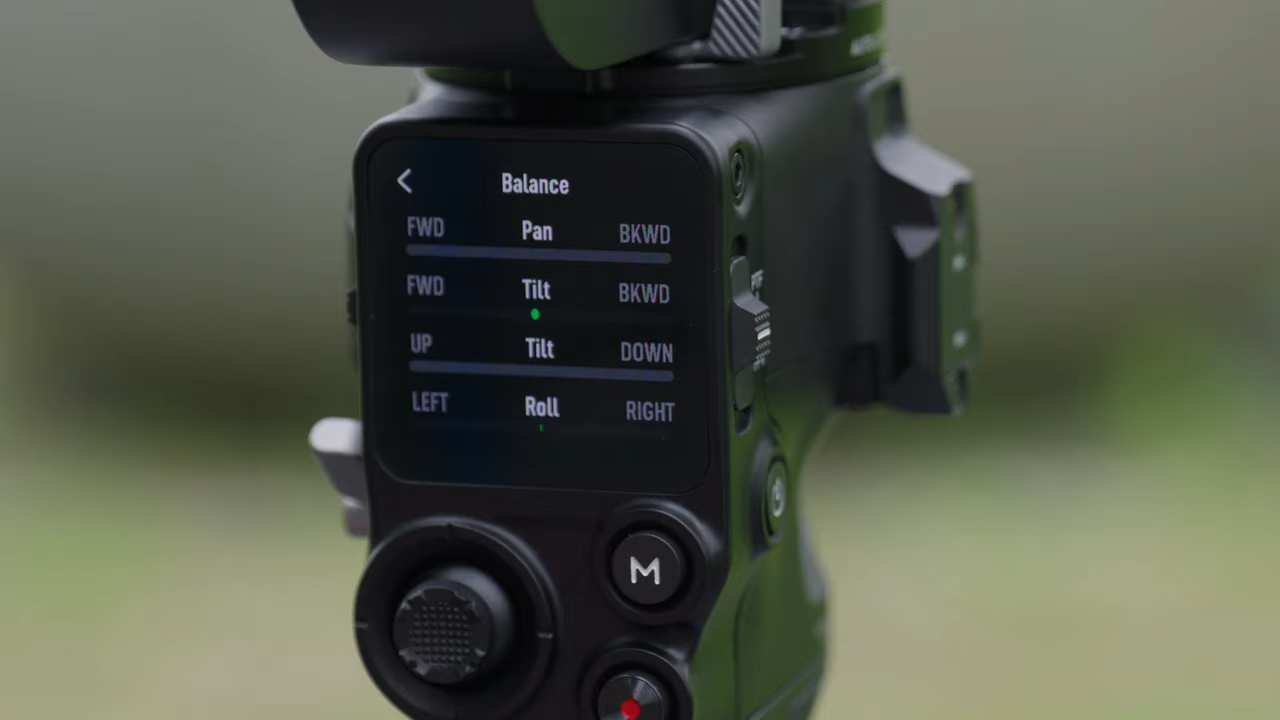 Balance
FWD Pan BKWD
FWD Tilt BKWD
UP Tilt DOWN
LEFT Roll RIGHT
M